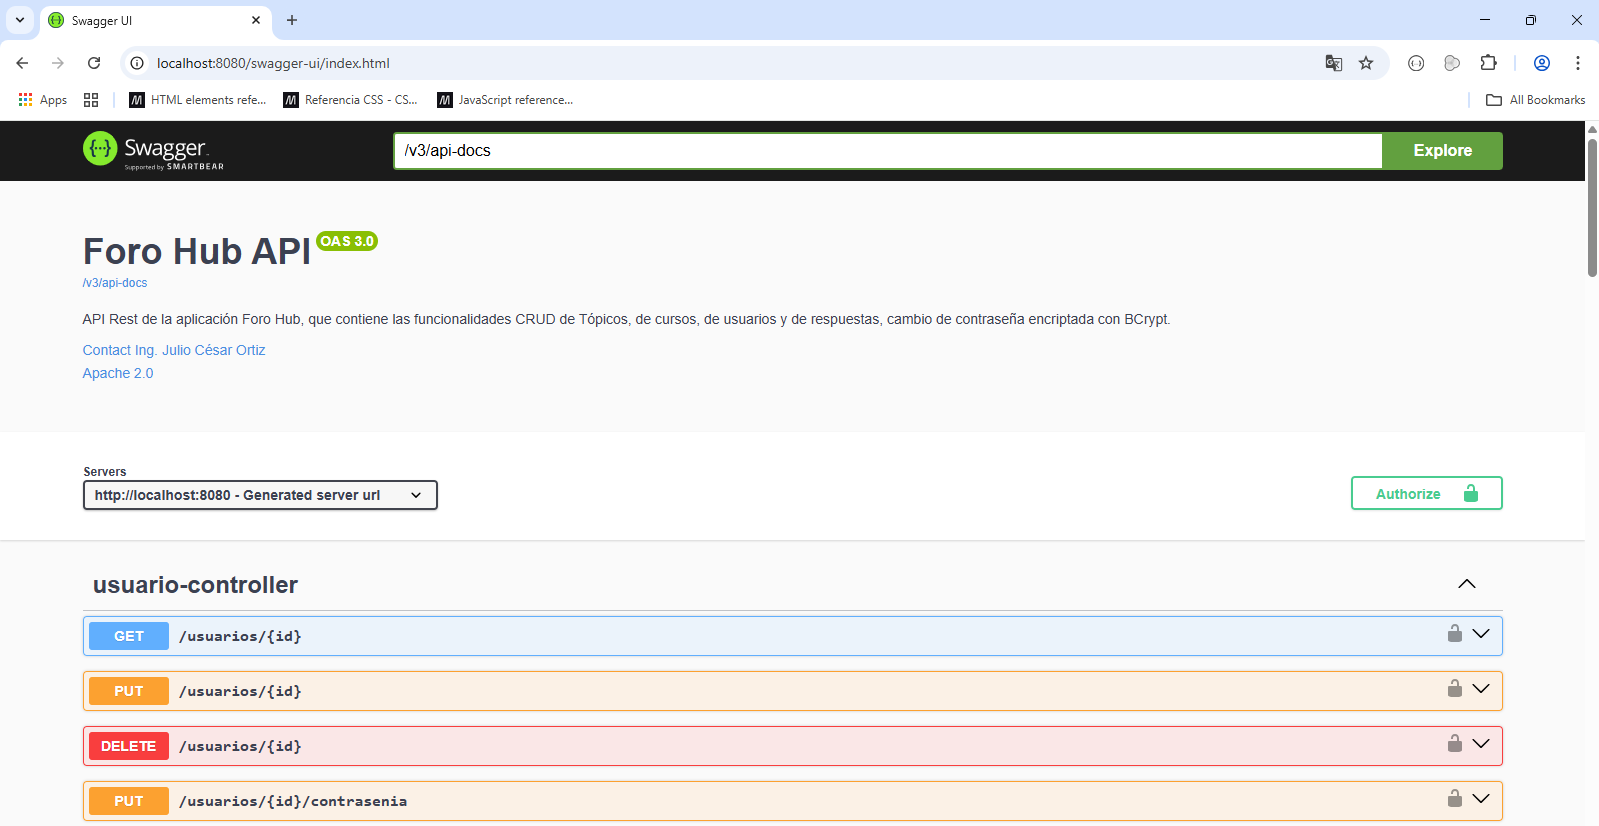 Swagger UI
localhost:8080/swagger-ui/index.html
Apps
HTML elements refe...
Referencia CSS - CS...
JavaScript reference...
All Bookmarks
Swagger
Supported by SMARTBEAR
/v3/api-docs
Explore
Foro Hub API OAS 3.0
/v3/api-docs
API Rest de la aplicación Foro Hub, que contiene las funcionalidades CRUD de Tópicos, de cursos, de usuarios y de respuestas, cambio de contraseña encriptada con BCrypt.
Contact Ing. Julio César Ortiz
Apache 2.0
Servers
http://localhost:8080 - Generated server url
Authorize
usuario-controller
GET /usuarios/{id}
PUT /usuarios/{id}
DELETE /usuarios/{id}
PUT /usuarios/{id}/contrasenia